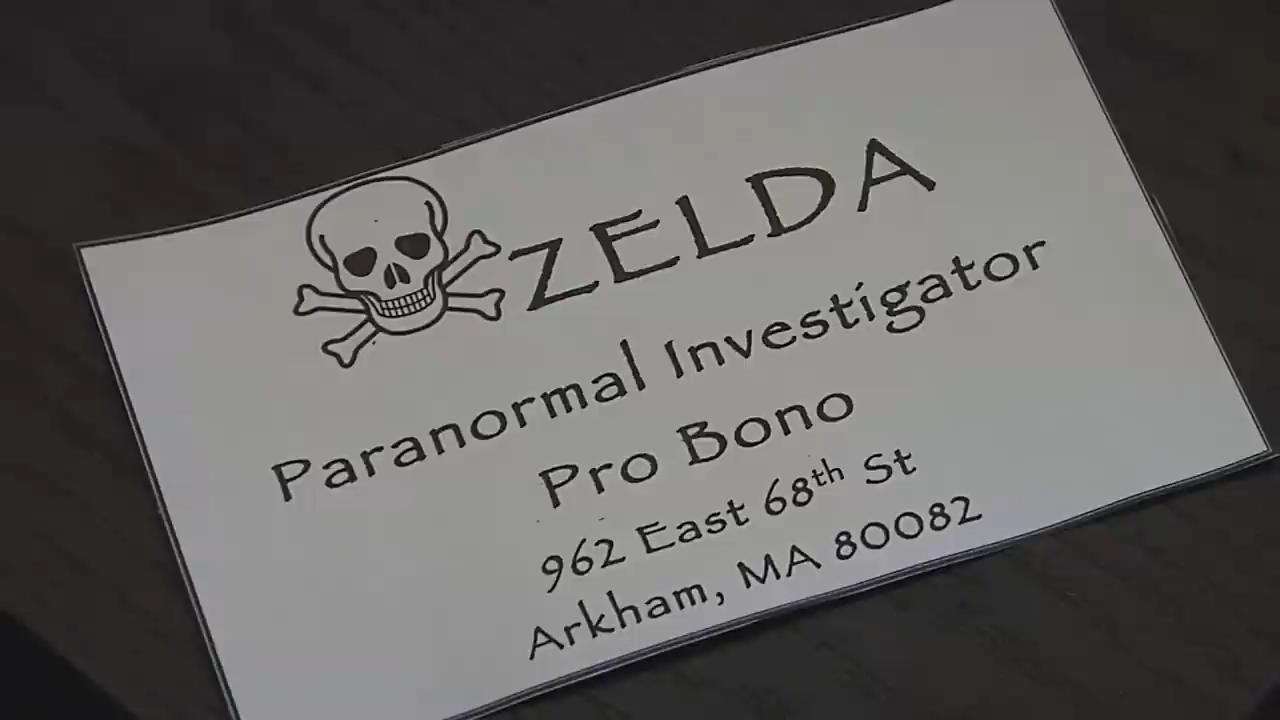 ZELDA
Paranormal Investigator
Pro Bono
962 East 68th St
Arkham, MA 80082